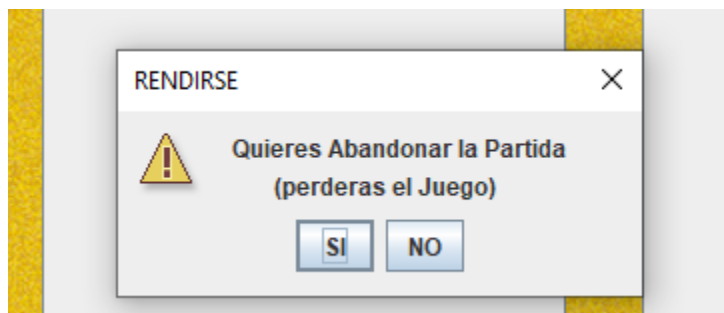 RENDIRSE
Quieres Abandonar la Partida
(perderas el Juego)
SI NO